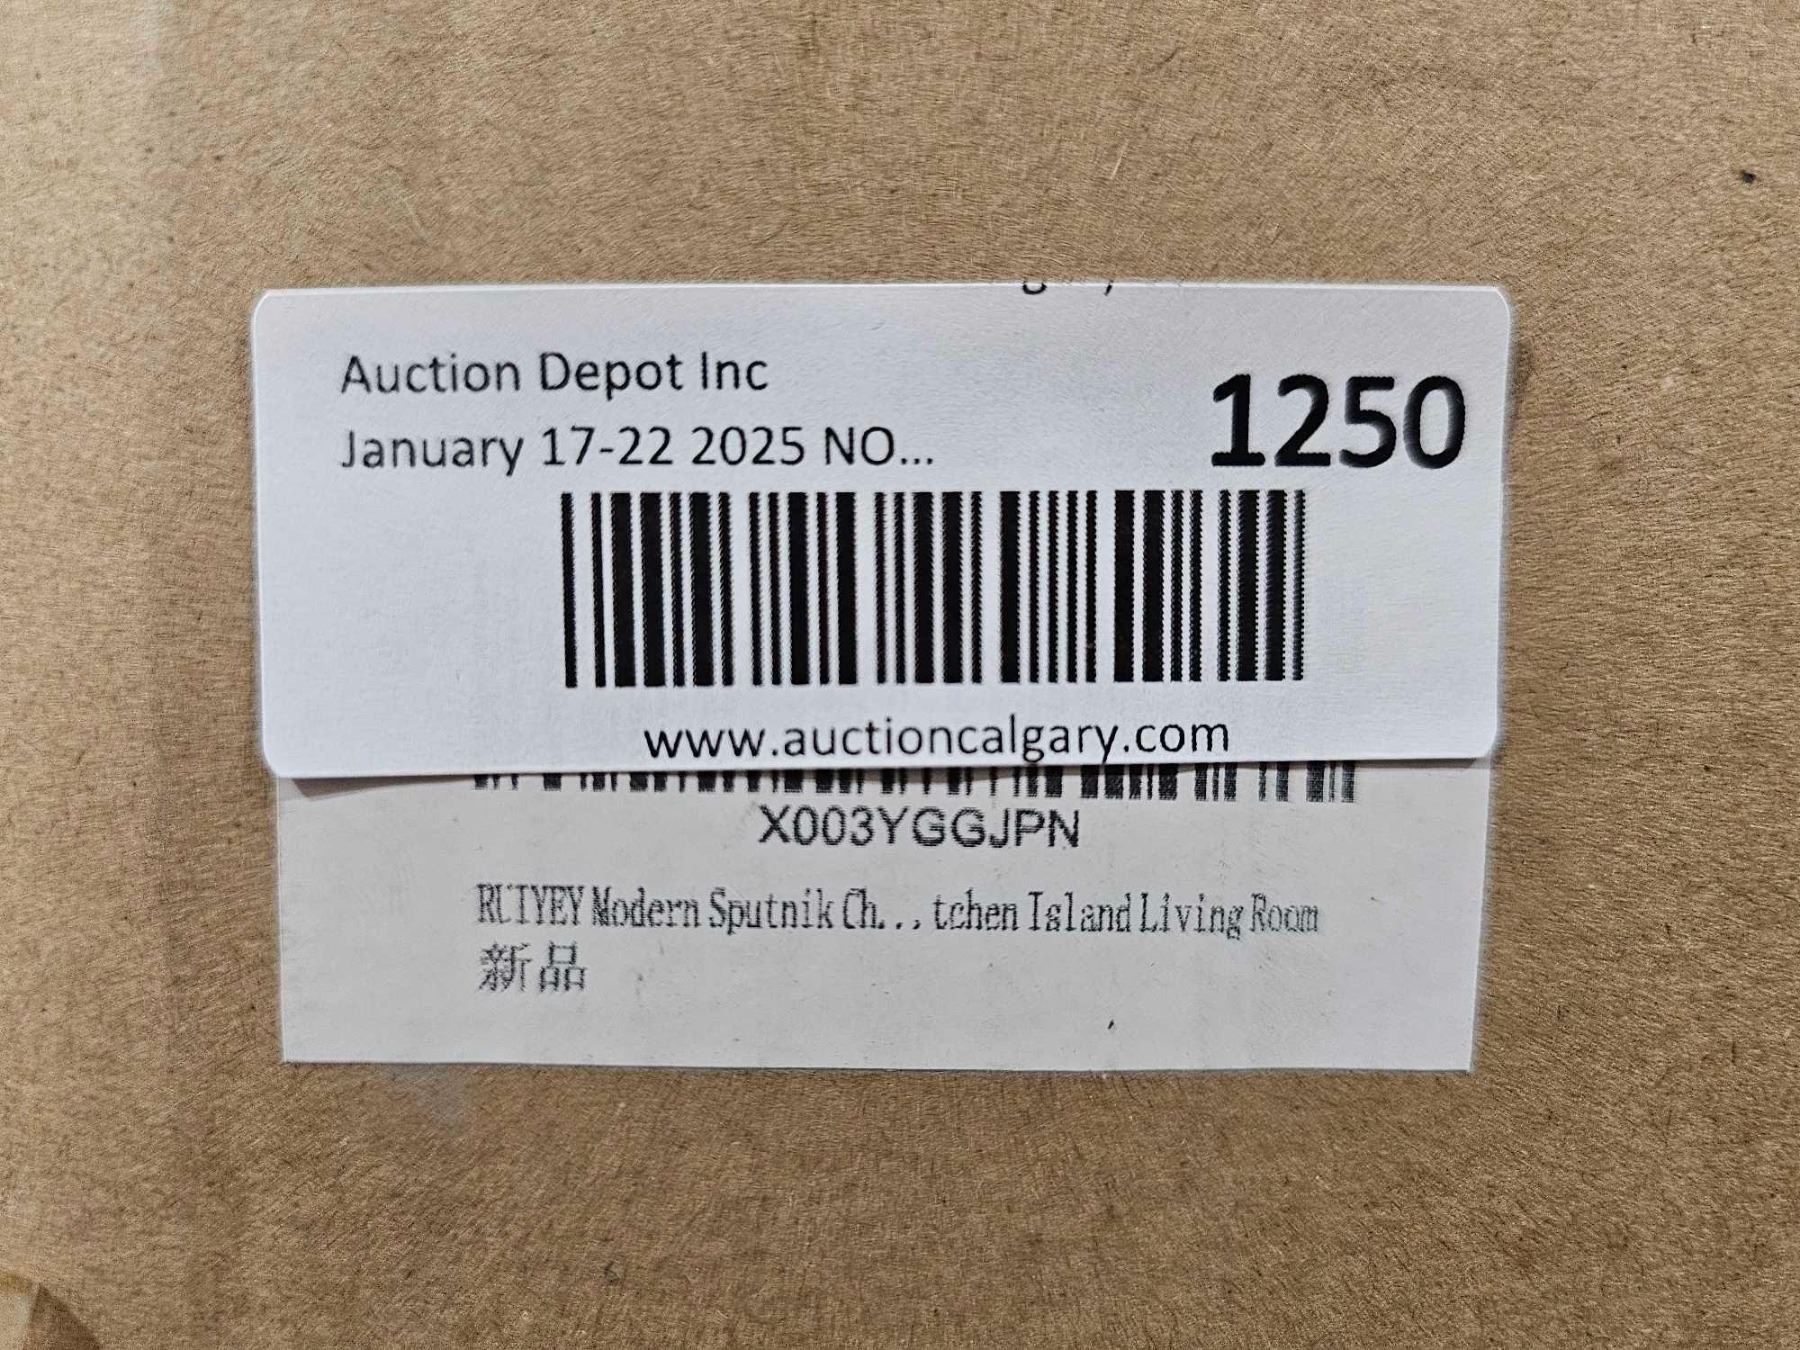 Auction Depot Inc
January 17-22 2025 NO...
1250
www.auctioncalgary.com
X003YGGJPN
RUIYEY Modern Sputnik Ch..., tchen Island Living Room
新品